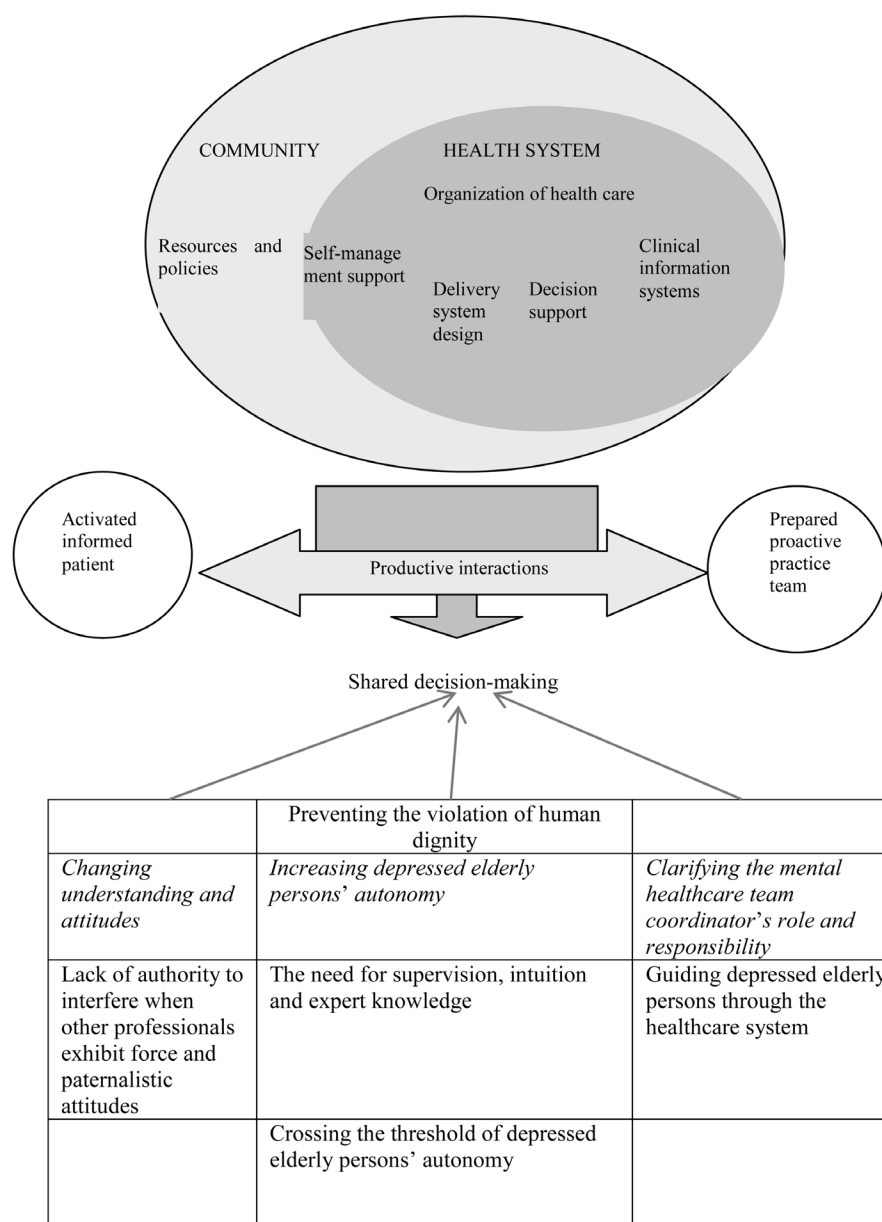 COMMUNITY
HEALTH SYSTEM
Organization of health care
Resources and
policies
Self-manage
ment support
Delivery
system
design
Decision
support
Clinical
information
systems
Activated
informed
patient
Productive interactions
Prepared
proactive
practice
team
Shared decision-making
Preventing the violation of human
dignity
Changing
understanding and
attitudes
Increasing depressed elderly
persons’ autonomy
Clarifying the mental
healthcare team
coordinator’s role and
responsibility
Lack of authority to
interfere when
other professionals
exhibit force and
paternalistic
attitudes
The need for supervision, intuition
and expert knowledge
Guiding depressed elderly
persons through the
healthcare system
Crossing the threshold of depressed
elderly persons’ autonomy